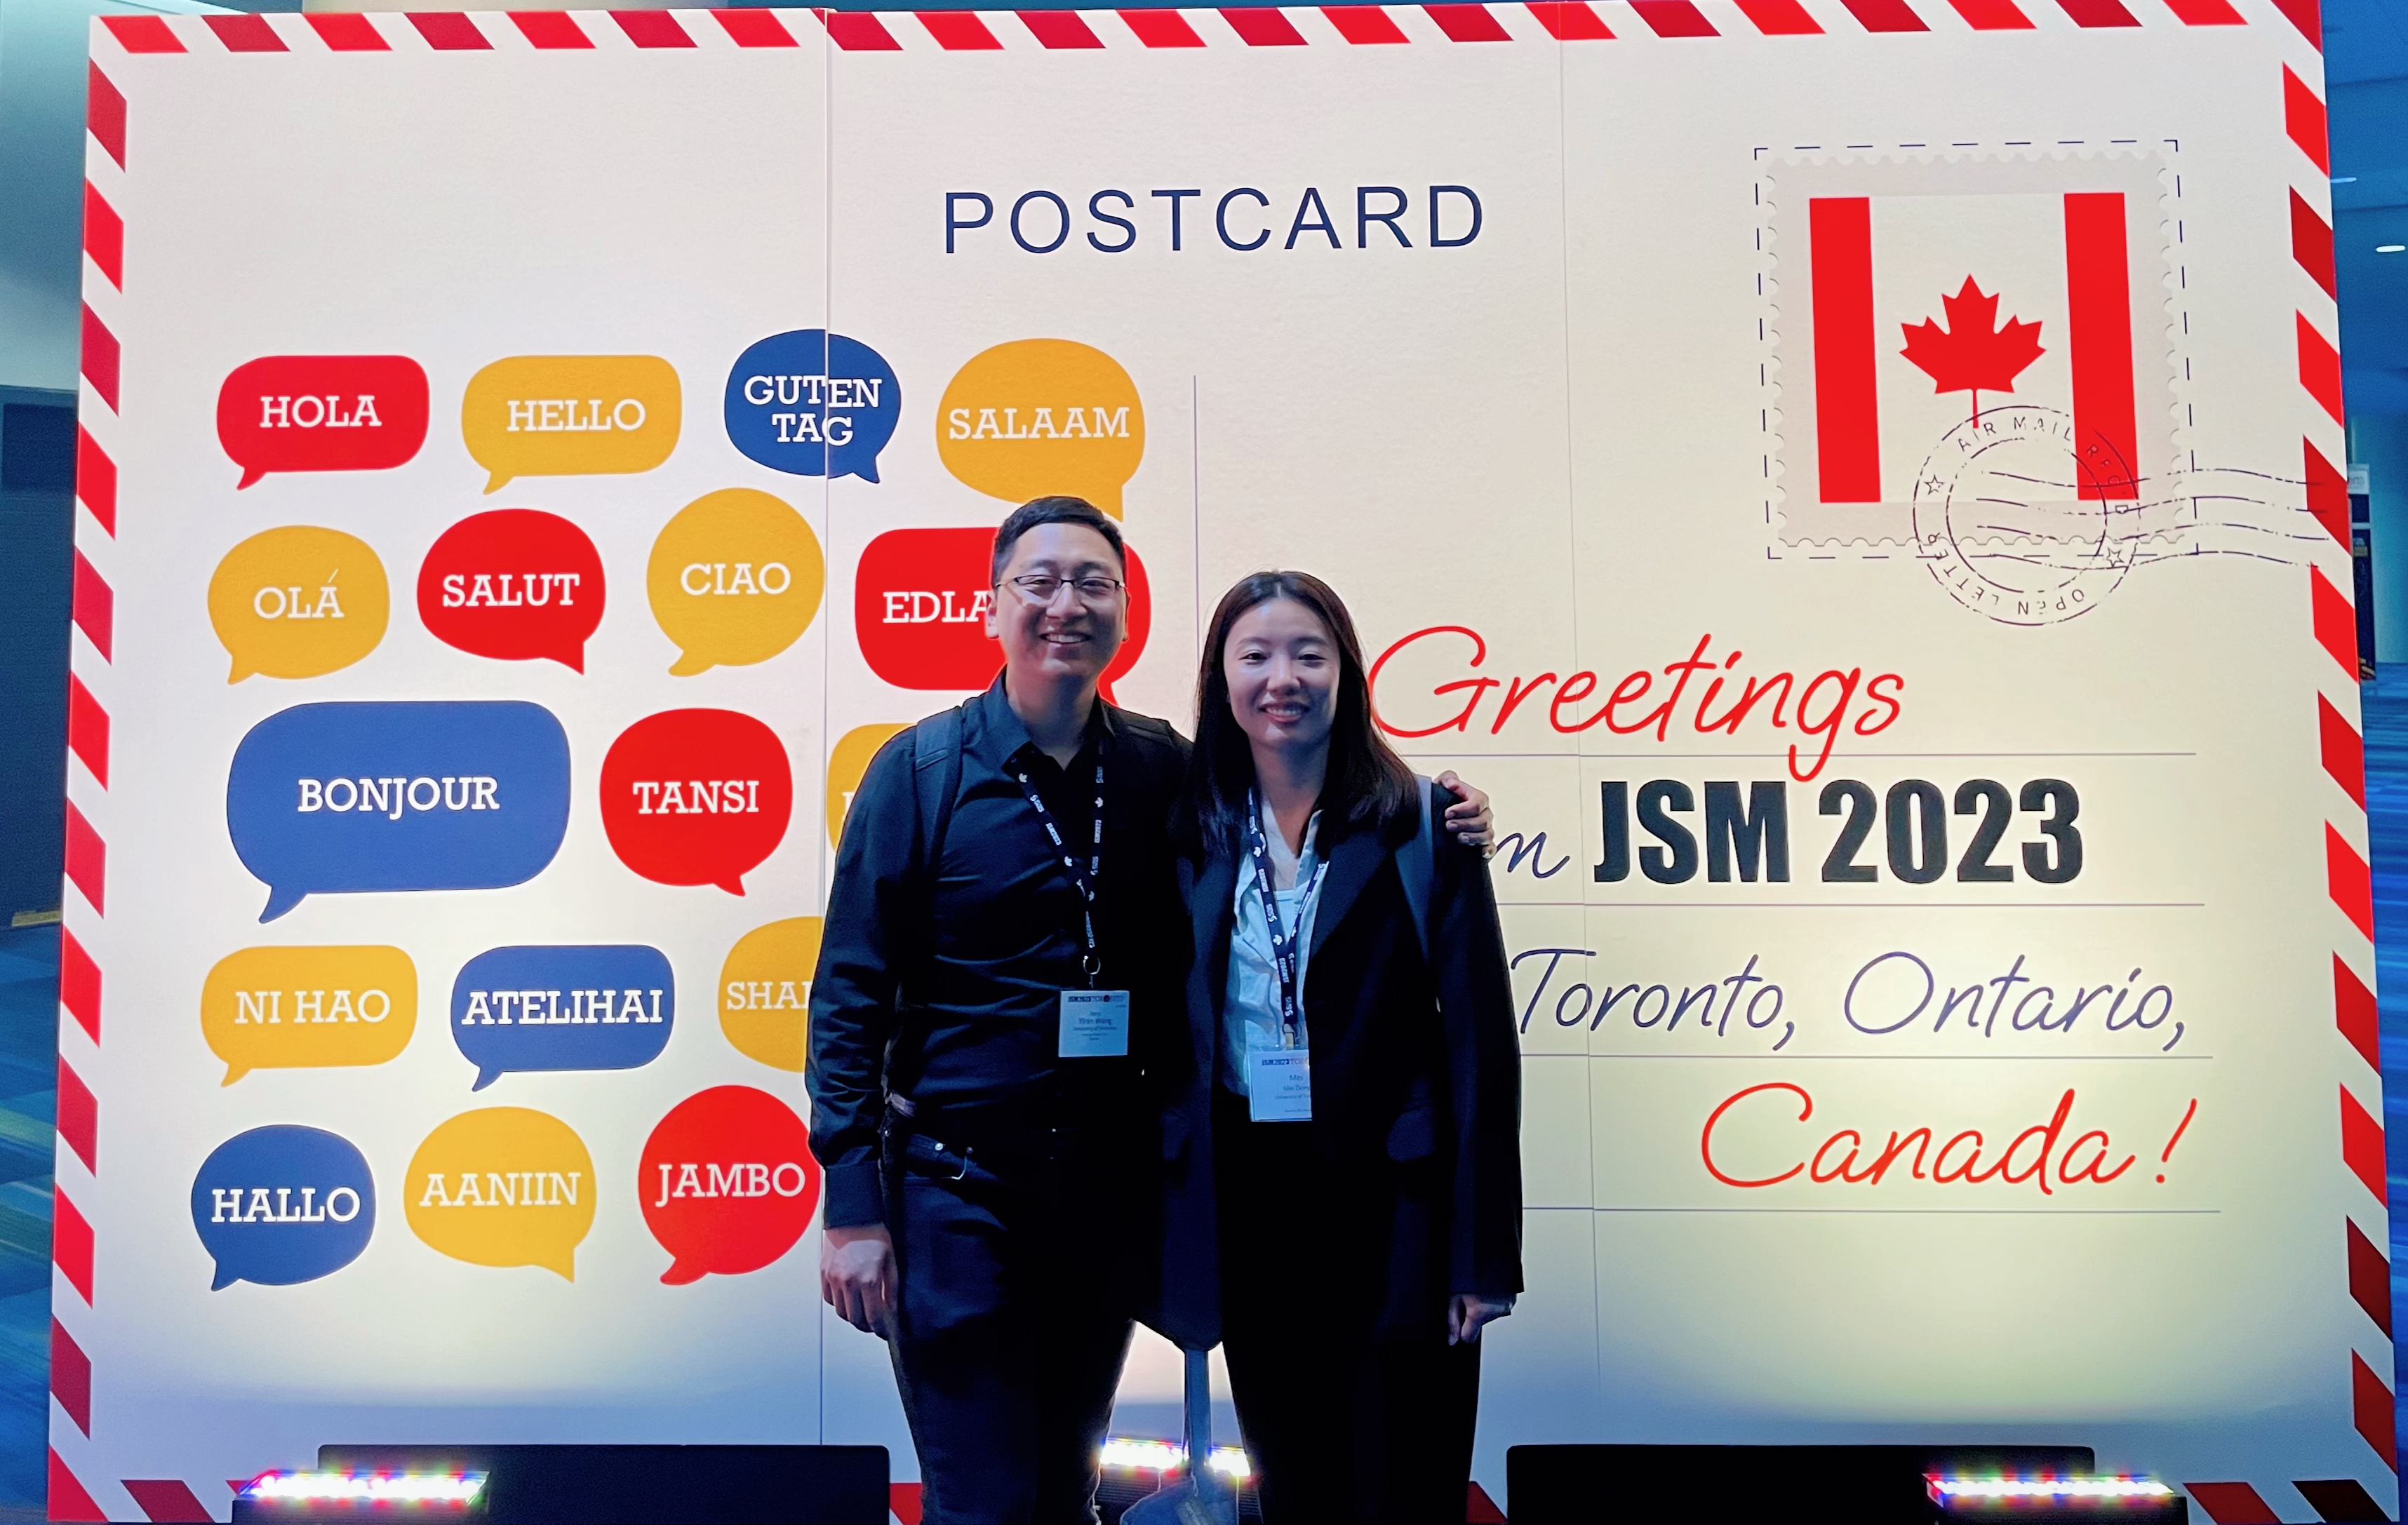 POSTCARD
HOLA
HELLO
GUTEN
TAG
SALAAM
OLÁ
SALUT
CIAO
BONJOUR
TANSI
NI HAO
ATELIHAI
HALLO
AANIIN
JAMBO
AIR MAIL
OPEN LETTER
Greetings
JSM 2023
Toronto, Ontario,
Canada!